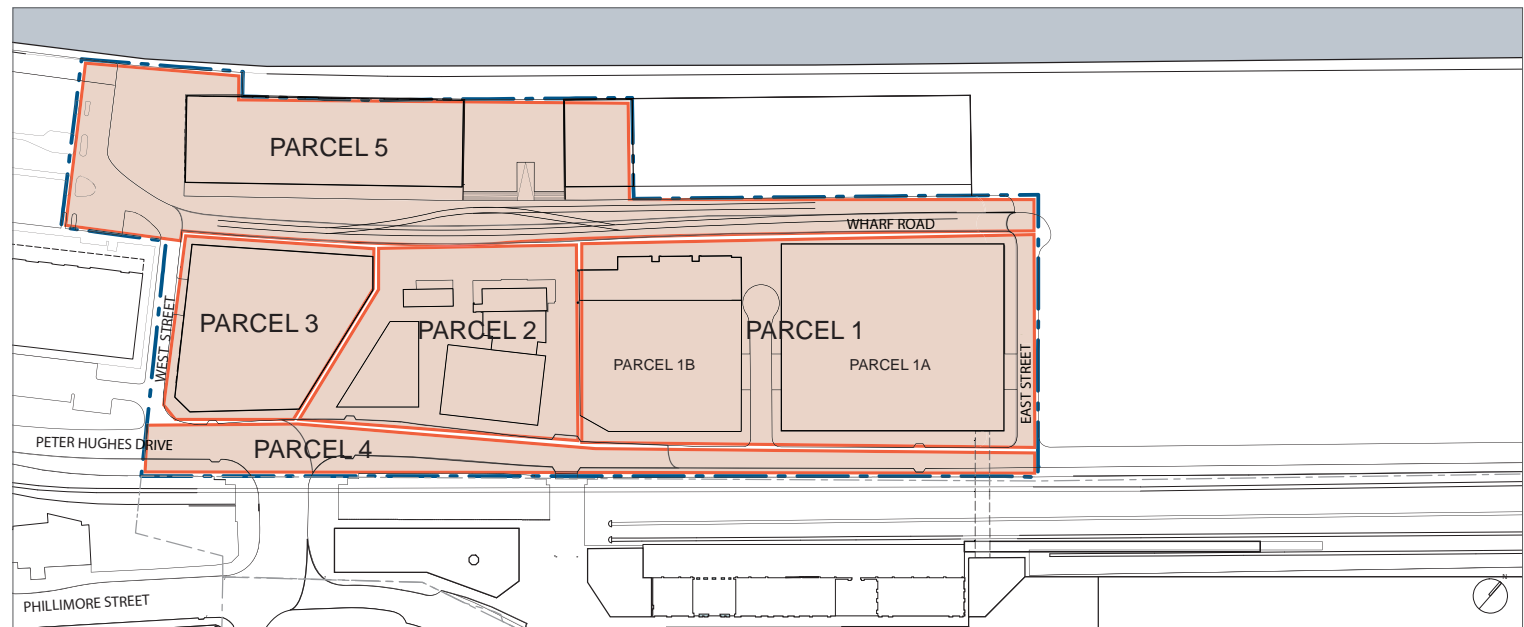 PARCEL 5
WHARF ROAD
PARCEL 3
PARCEL 2
PARCEL 1
PARCEL 1B
PARCEL 1A
WEST STREET
EAST STREET
PETER HUGHES DRIVE
PARCEL 4
PHILLIMORE STREET
N